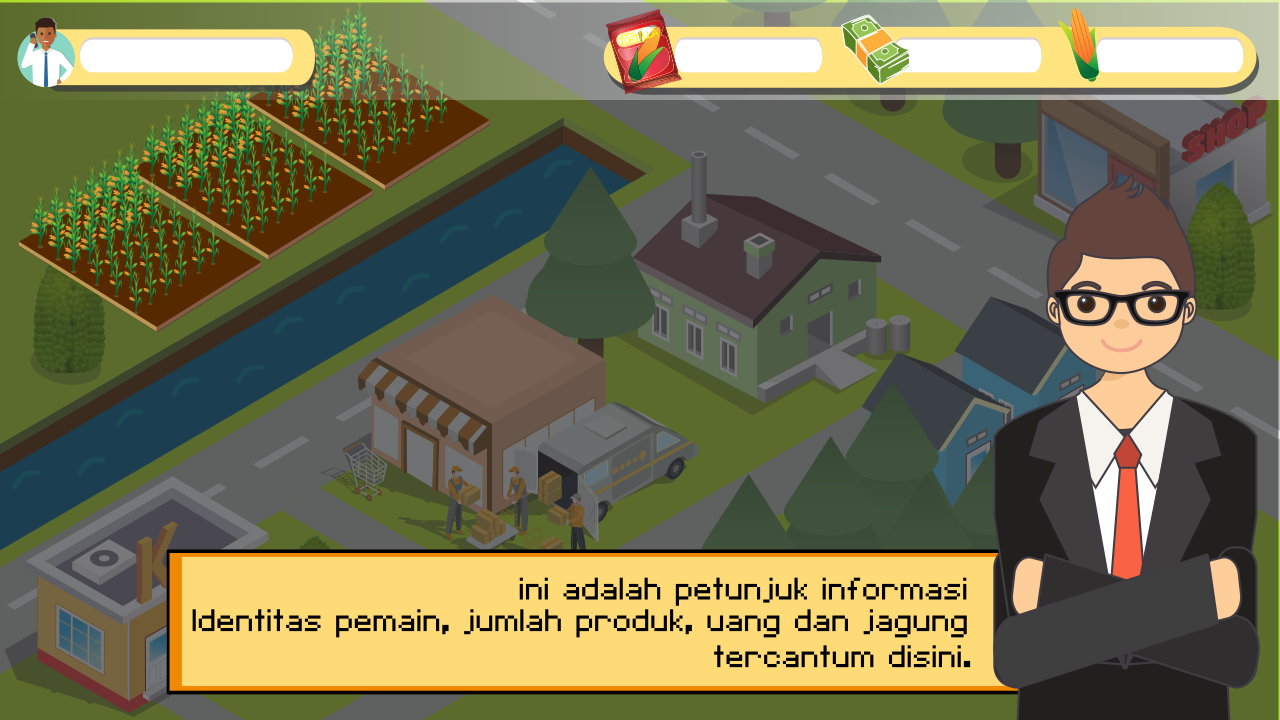 SHOP
K
ini adalah petunjuk informasi
Identitas pemain, jumlah produk, uang dan jagung
tercantum disini.